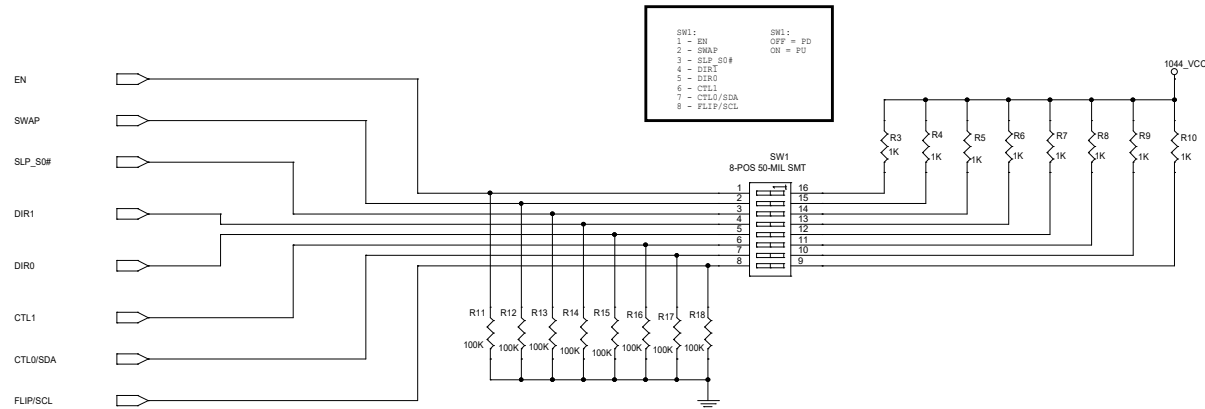 SW1:
1 - EN
2 - SWAP
3 - SLP_S0#
4 - DIR1
5 - DIR0
6 - CTL1
7 - CTL0/SDA
8 - FLIP/SCL
SW1:
OFF = PD
ON = PU
1044_VCC
EN
SWAP
SLP_S0#
DIR1
DIR0
CTL1
CTL0/SDA
FLIP/SCL
R3
1K
R4
1K
R5
1K
R6
1K
R7
1K
R8
1K
R9
1K
R10
1K
SW1
8-POS 50-MIL SMT
1 16
2 15
3 14
4 13
5 12
6 11
7 10
8 9
R11
100K
R12
100K
R13
100K
R14
100K
R15
100K
R16
100K
R17
100K
R18
100K